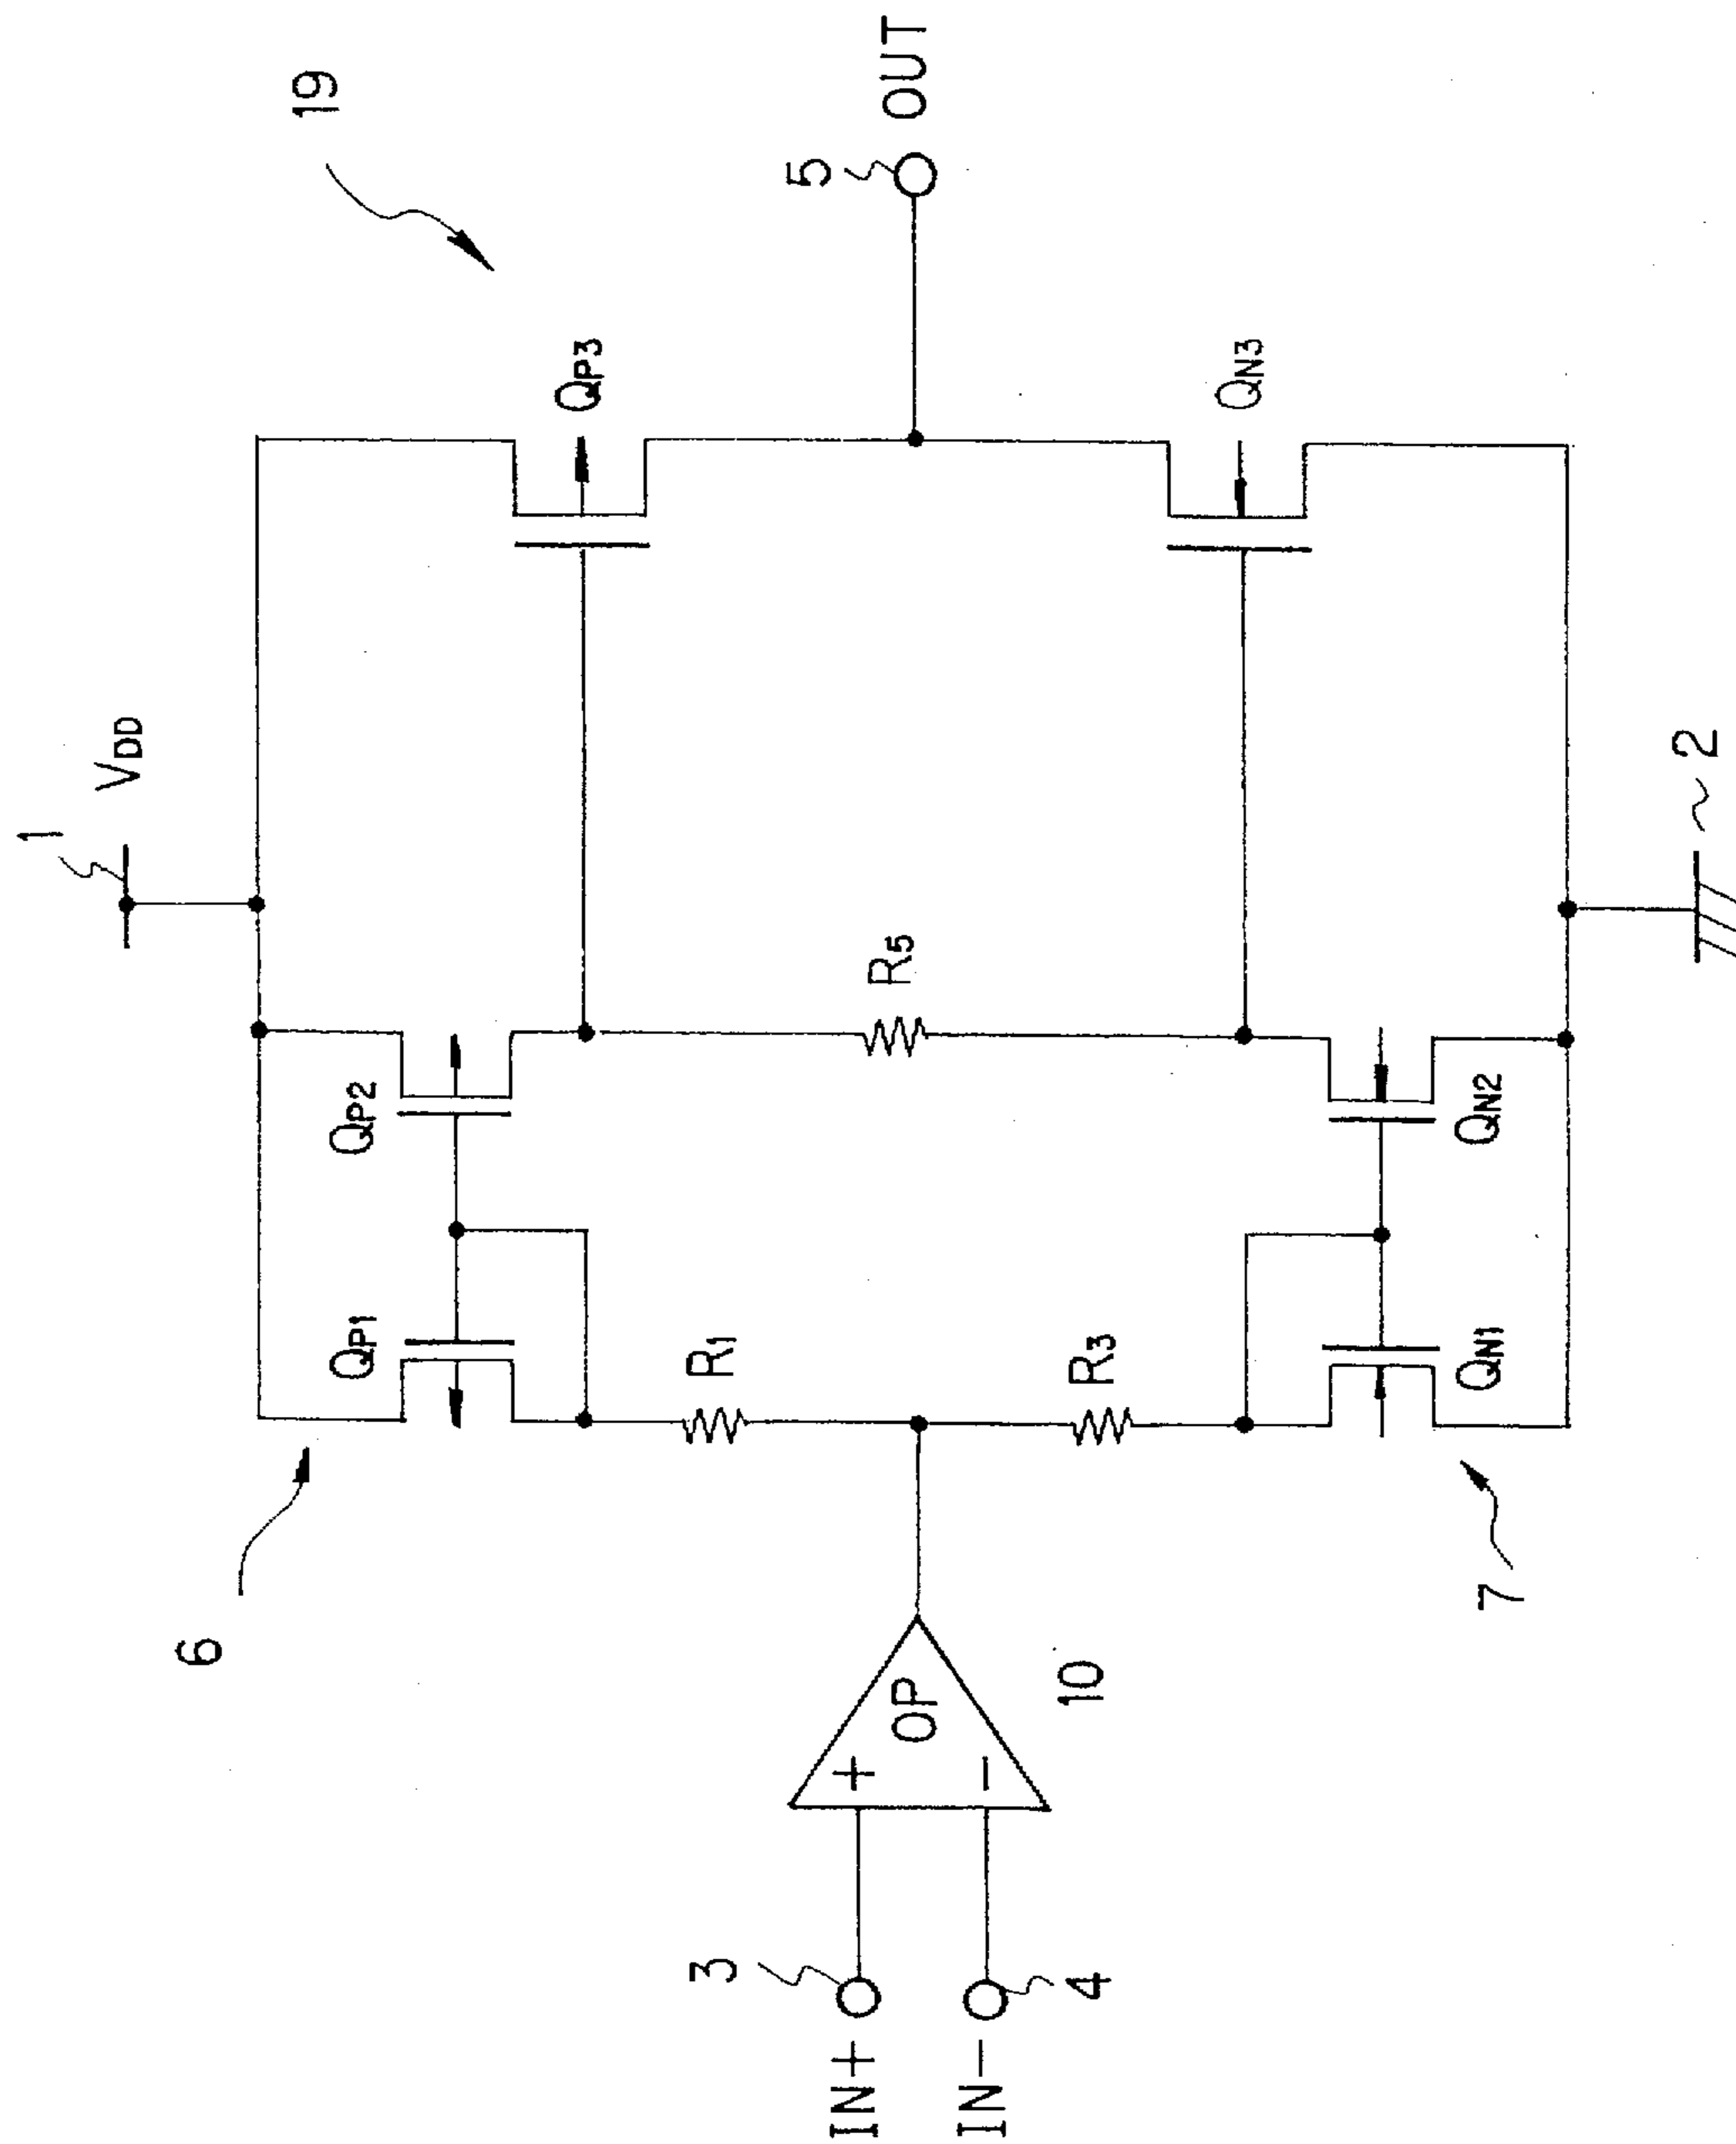 1
VDD
19
6
QP1
QP2
QP3
5
OUT
R1
R5
IN+
3
+
OP
IN−
4
−
10
R3
QN1
QN2
QN3
7
2